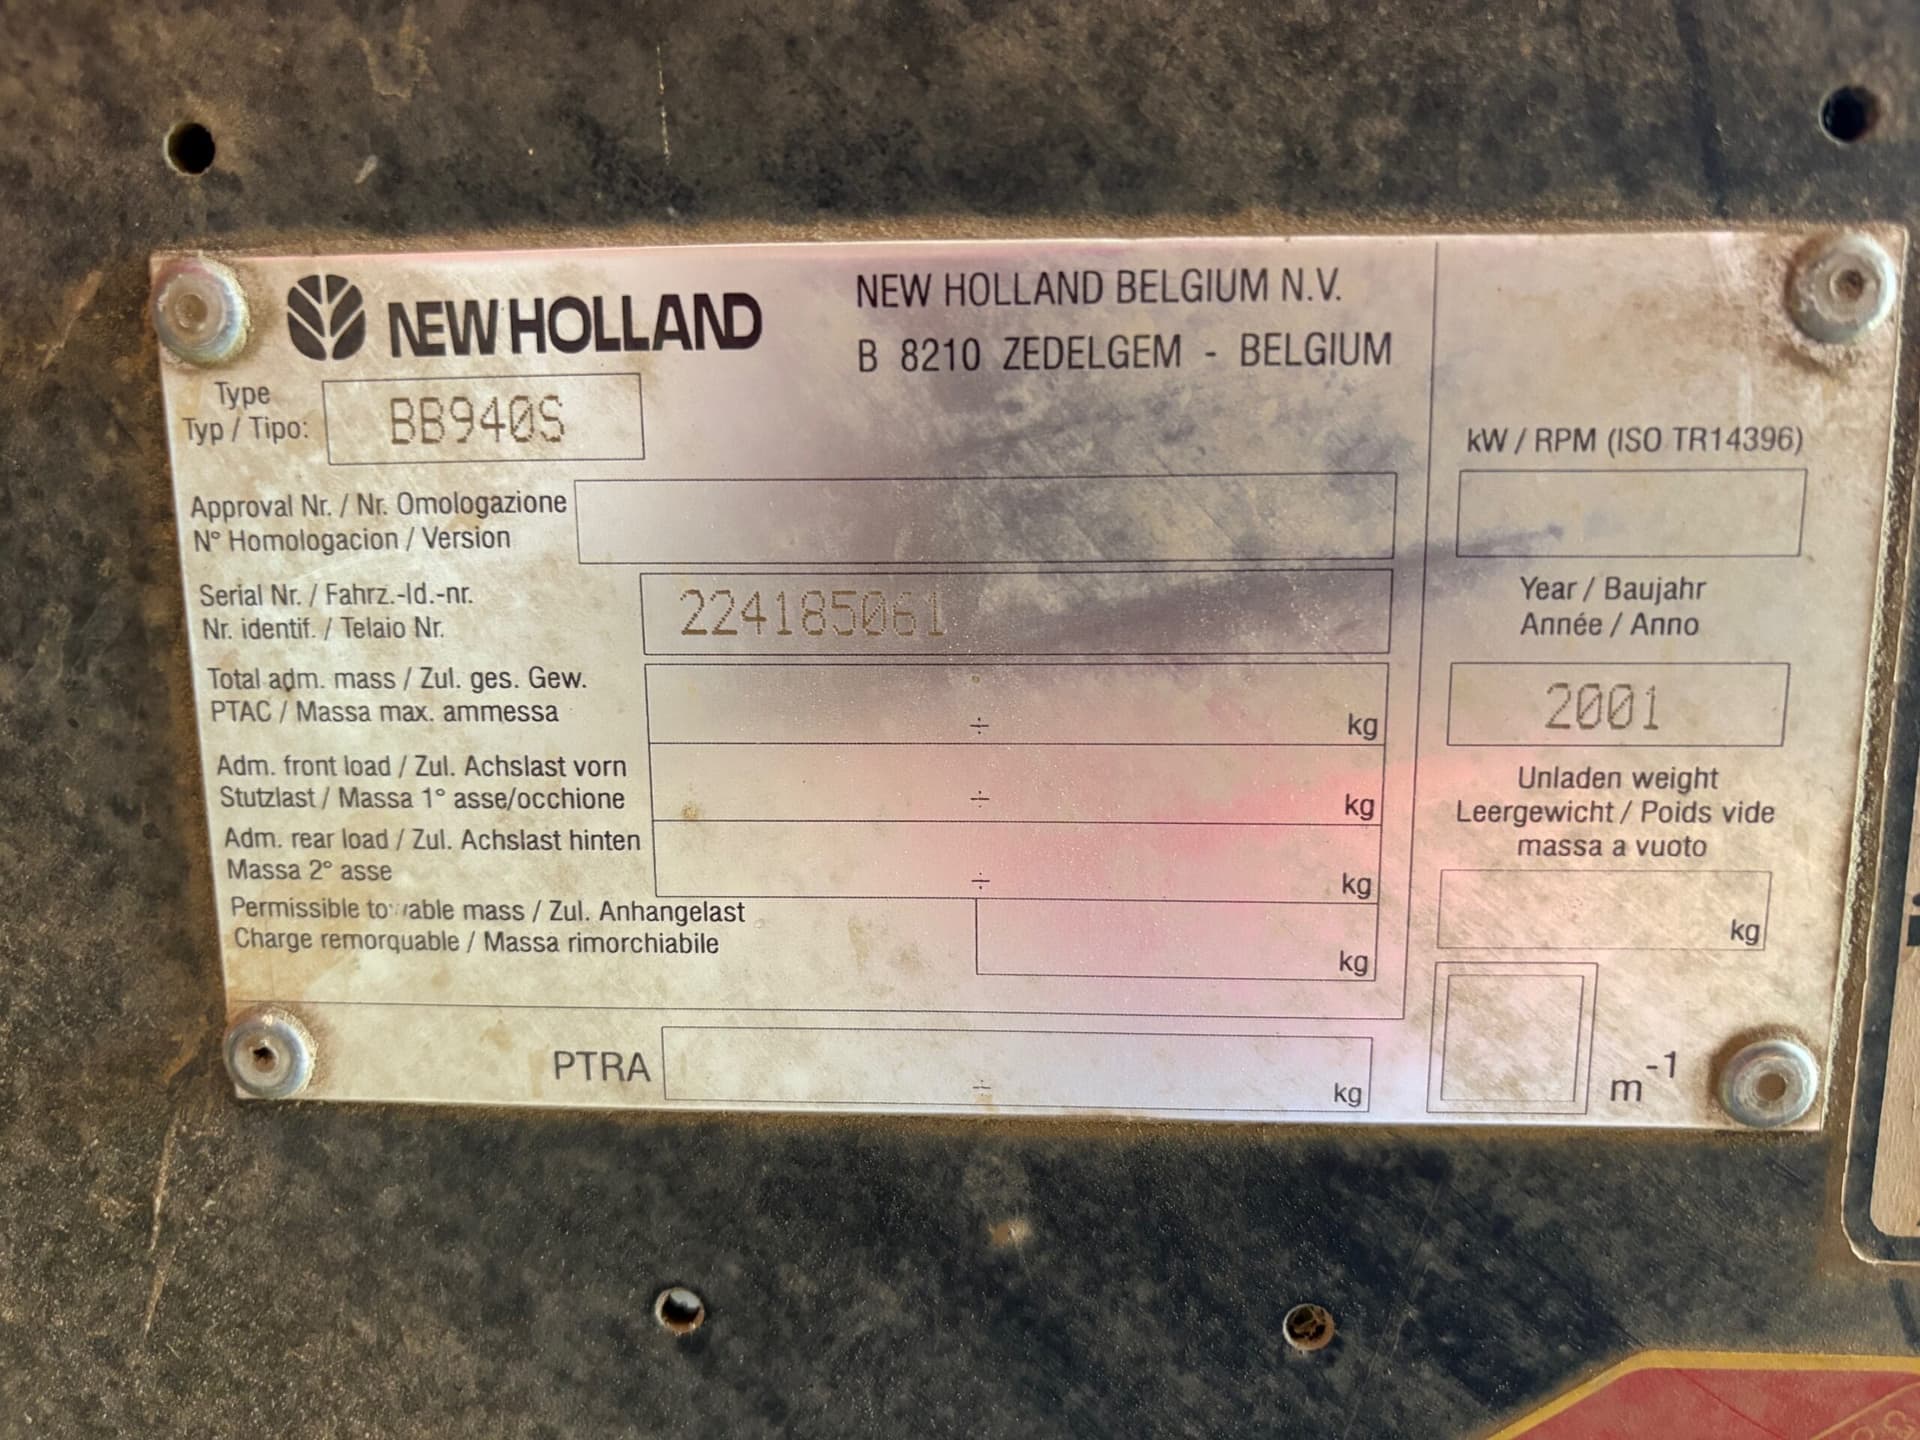 NEW HOLLAND
NEW HOLLAND BELGIUM N.V.
B 8210 ZEDELGEM - BELGIUM
Type
Typ / Tipo:
BB940S
Approval Nr. / Nr. Omologazione
N° Homologacion / Version
Serial Nr. / Fahrz.-Id.-nr.
Nr. identif. / Telaio Nr.
224185061
Total adm. mass / Zul. ges. Gew.
PTAC / Massa max. ammessa
÷ kg
Adm. front load / Zul. Achslast vorn
Stutzlast / Massa 1° asse/occhione
÷ kg
Adm. rear load / Zul. Achslast hinten
Massa 2° asse
÷ kg
Permissible mass / Zul. Anhangelast
Charge remorquable / Massa rimorchiabile
kg
PTRA
÷ kg
kW / RPM (ISO TR14396)
Year / Baujahr
Année / Anno
2001
Unladen weight
Leergewicht / Poids vide
massa a vuoto
kg
m-1